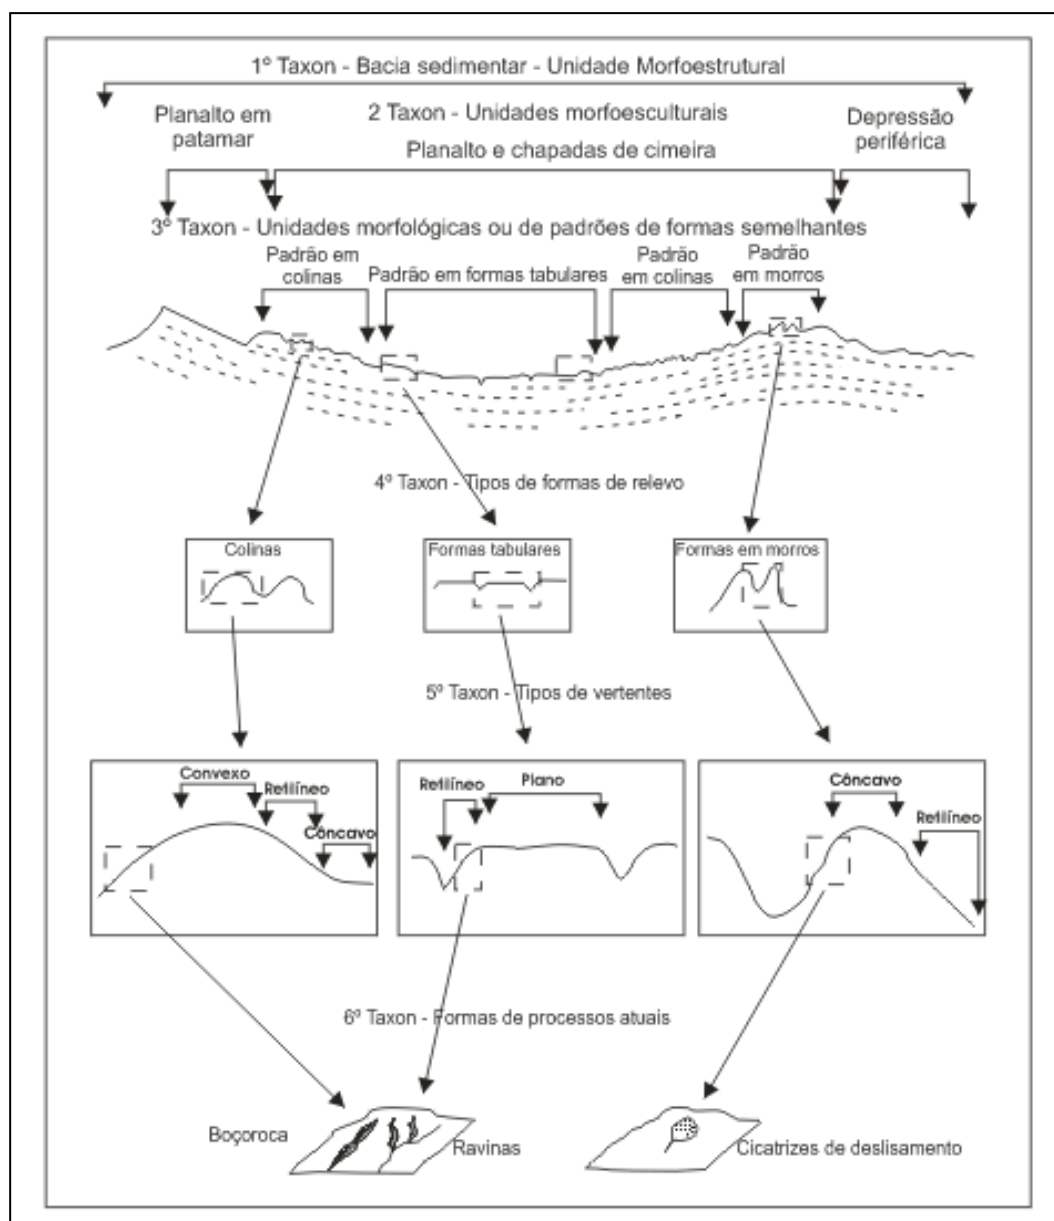 1º Taxon - Bacia sedimentar - Unidade Morfoestrutural
Planalto em
patamar
2 Taxon - Unidades morfoesculturais
Planalto e chapadas de cimeira
Depressão
periférica
3º Taxon - Unidades morfológicas ou de padrões de formas semelhantes
Padrão em
colinas
Padrão em formas tabulares
Padrão
em colinas
Padrão
em morros
4º Taxon - Tipos de formas de relevo
Colinas
Formas tabulares
Formas em morros
5º Taxon - Tipos de vertentes
Convexo
Retilíneo
Côncavo
Retilíneo
Plano
Côncavo
Retilíneo
6º Taxon - Formas de processos atuais
Boçoroca
Ravinas
Cicatrizes de deslisamento